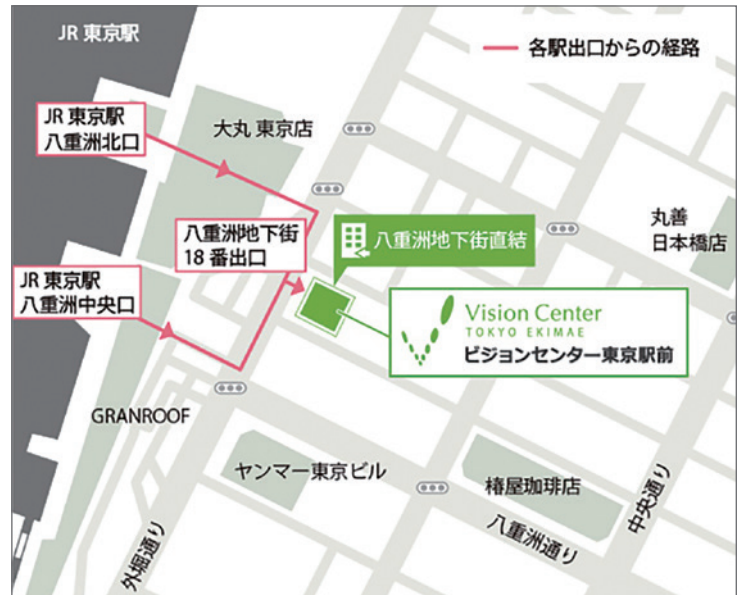 JR 東京駅
各駅出口からの経路
JR 東京駅
八重洲北口
大丸 東京店
丸善
日本橋店
八重洲地下街
18 番出口
八重洲地下街直結
JR 東京駅
八重洲中央口
Vision Center
TOKYO EKIMAE
ビジョンセンター東京駅前
GRANROOF
ヤンマー東京ビル
椿屋珈琲店
中央通り
八重洲通り
外堀通り